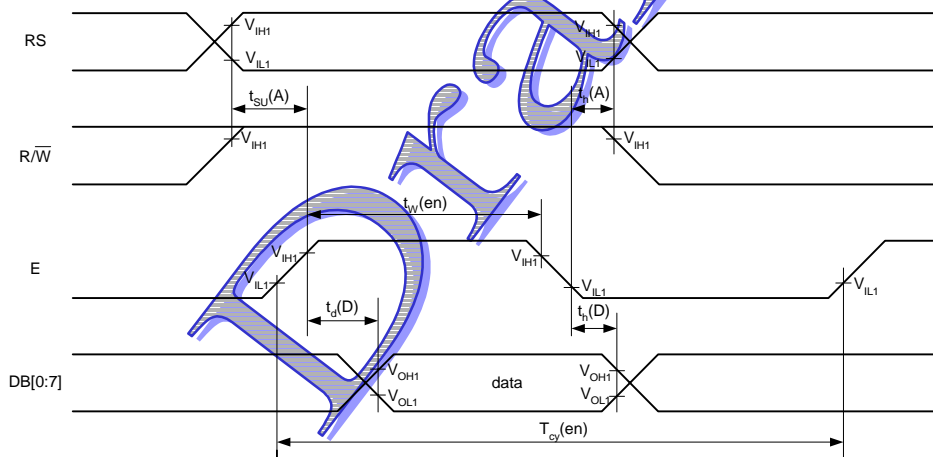 RS
V_IH1
V_IL1
V_IH1
V_IL1
t_SU(A)
t_h(A)
R/W̅
V_IH1
V_IH1
t_W(en)
E
V_IH1
V_IL1
V_IH1
V_IL1
V_IL1
t_d(D)
t_h(D)
DB[0:7]
V_OH1
V_OL1
data
V_OH1
V_OL1
T_cy(en)
Dra